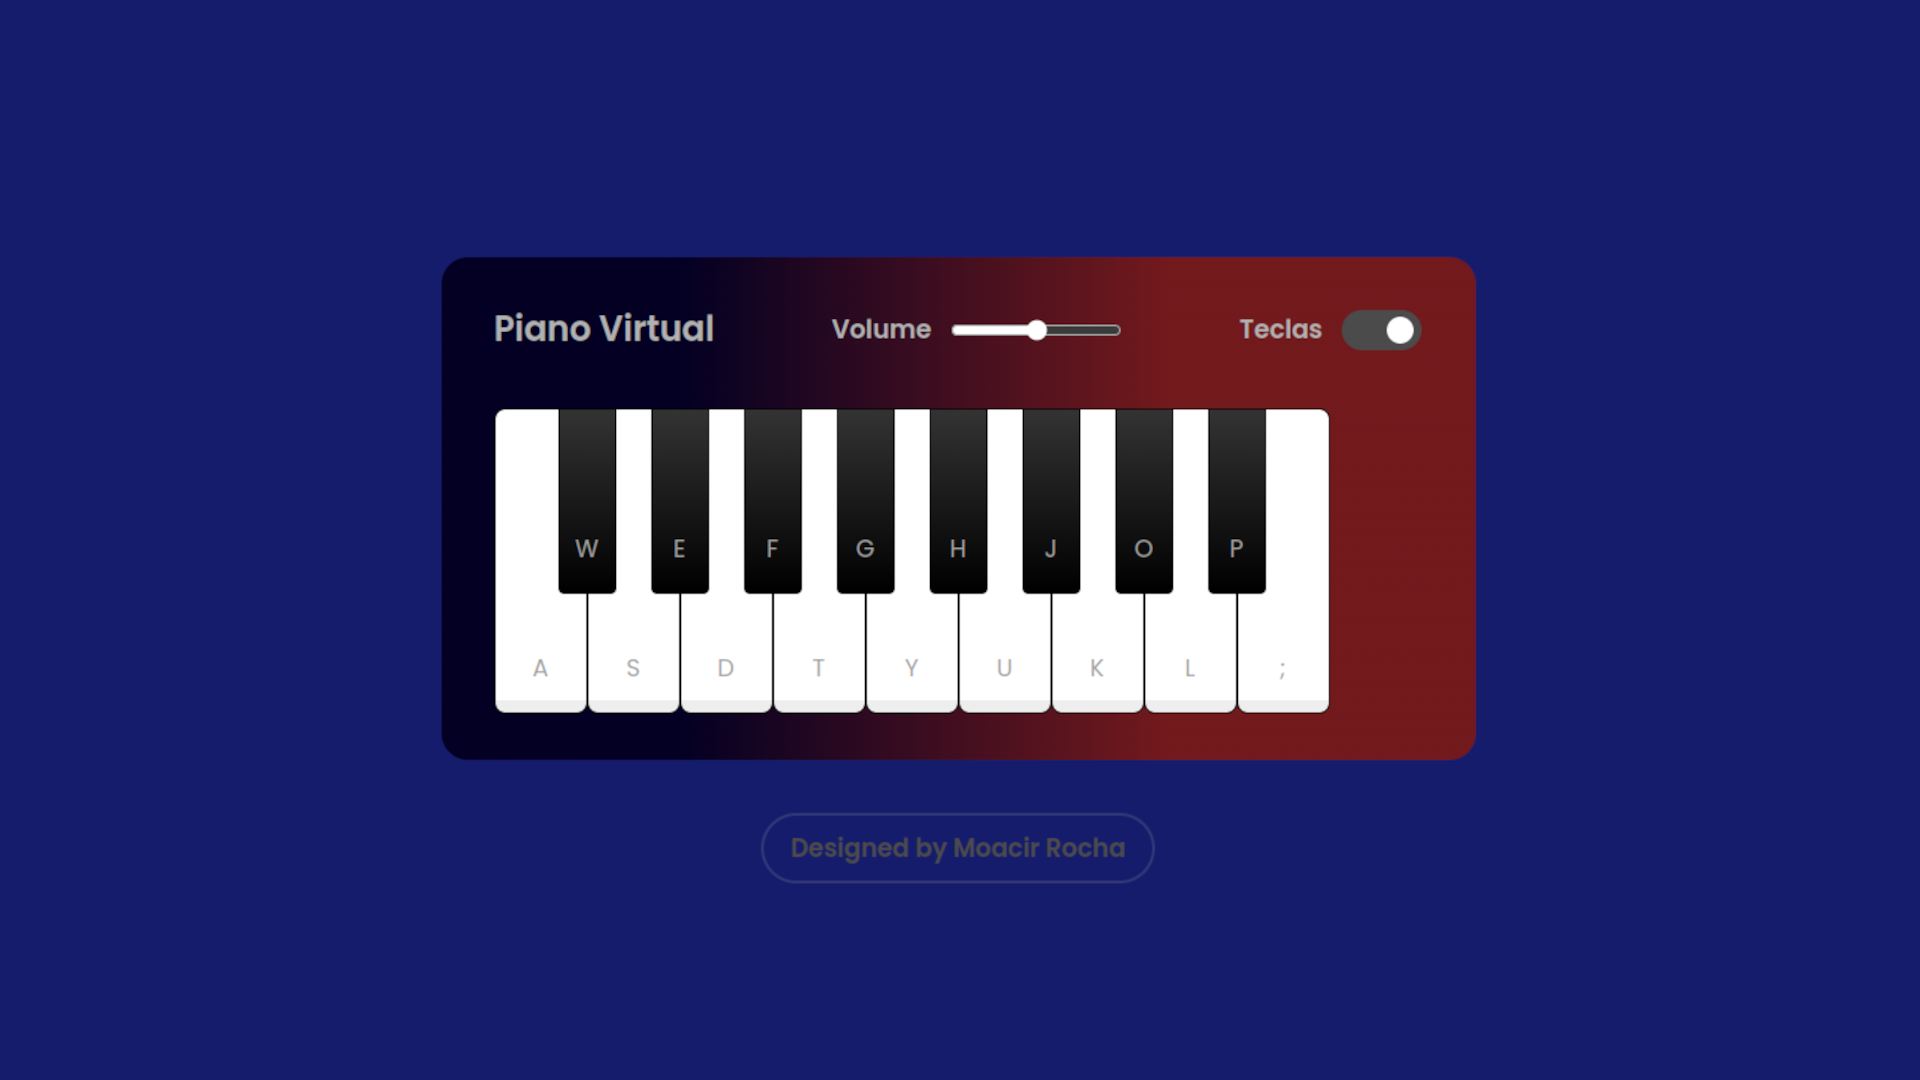 Piano Virtual Volume Teclas
W E F G H J O P
A S D T Y U K L ;
Designed by Moacir Rocha